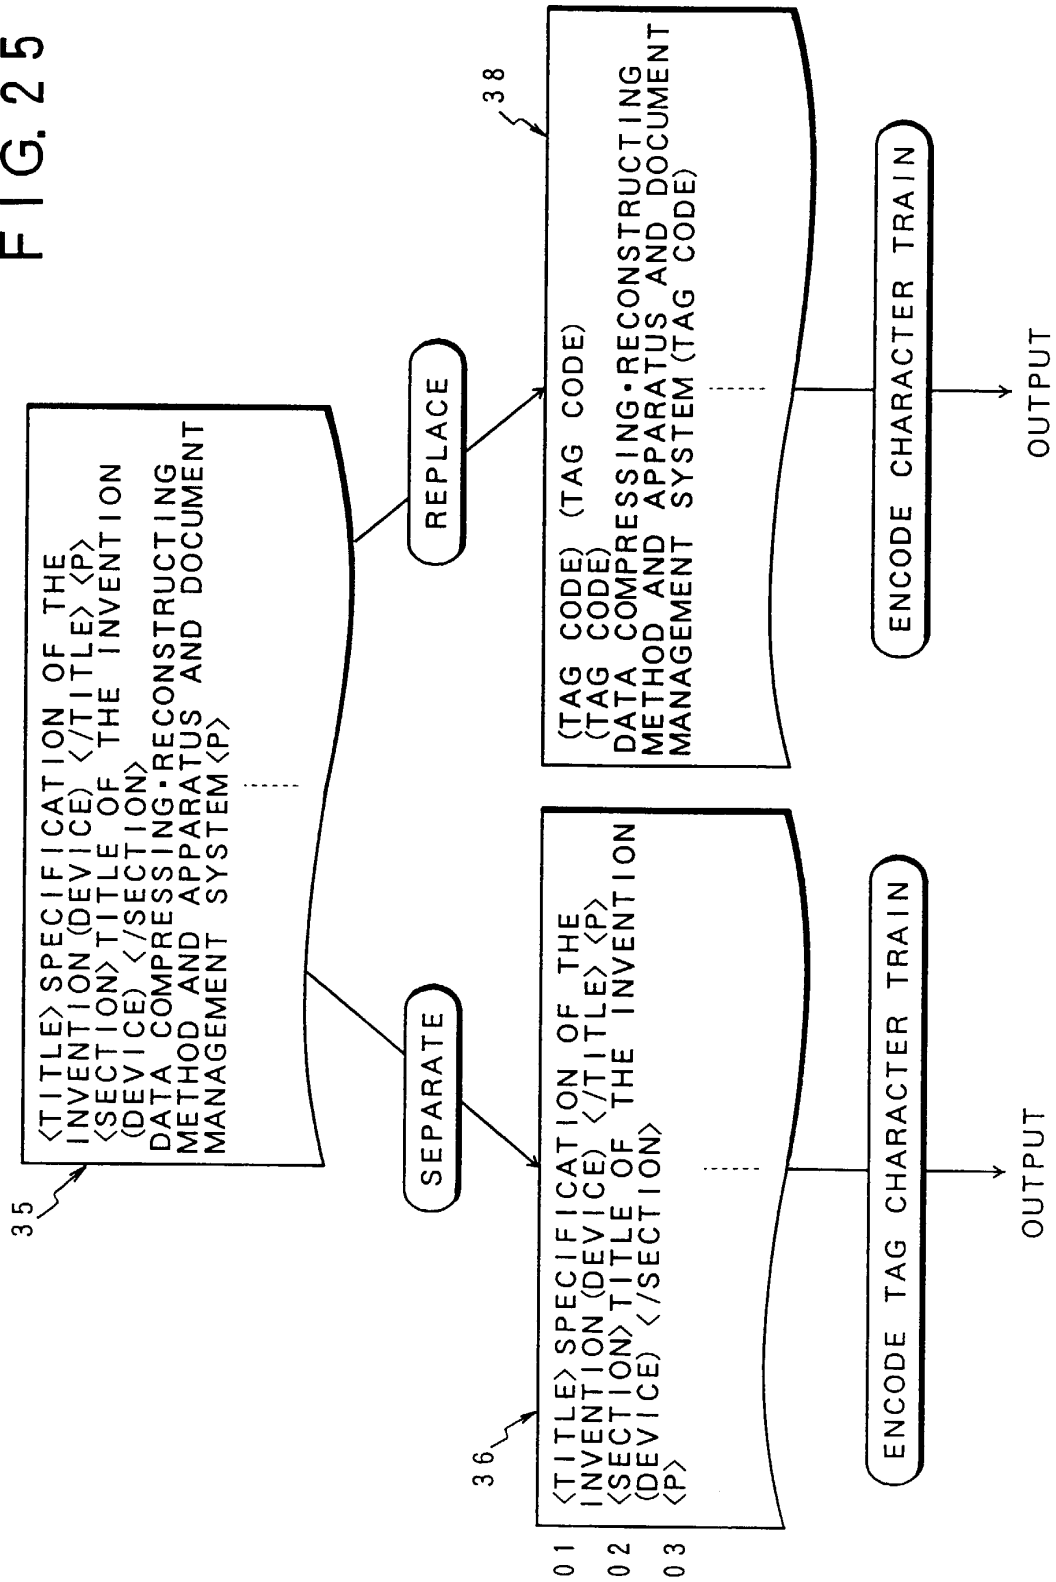 FIG. 25
35
<TITLE>SPECIFICATION OF THE
INVENTION(DEVICE)</TITLE><P>
<SECTION>TITLE OF THE INVENTION
(DEVICE)</SECTION>
DATA COMPRESSING·RECONSTRUCTING
METHOD AND APPARATUS AND DOCUMENT
MANAGEMENT SYSTEM<P>
SEPARATE
REPLACE
36
01 <TITLE>SPECIFICATION OF THE
INVENTION(DEVICE)</TITLE><P>
02 <SECTION>TITLE OF THE INVENTION
(DEVICE)</SECTION>
03 <P>
ENCODE TAG CHARACTER TRAIN
OUTPUT
38
(TAG CODE)(TAG CODE)
(TAG CODE)
DATA COMPRESSING·RECONSTRUCTING
METHOD AND APPARATUS AND DOCUMENT
MANAGEMENT SYSTEM(TAG CODE)
ENCODE CHARACTER TRAIN
OUTPUT